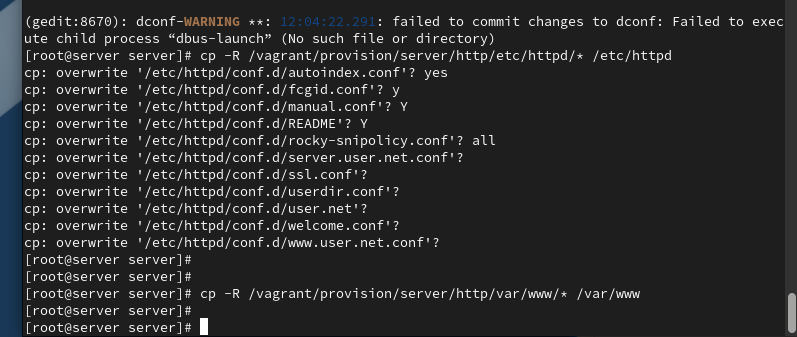 (gedit:8670): dconf-WARNING **: 12:04:22.291: failed to commit changes to dconf: Failed to exec
ute child process “dbus-launch” (No such file or directory)
[root@server server]# cp -R /vagrant/provision/server/http/etc/httpd/* /etc/httpd
cp: overwrite '/etc/httpd/conf.d/autoindex.conf'? yes
cp: overwrite '/etc/httpd/conf.d/fcgid.conf'? y
cp: overwrite '/etc/httpd/conf.d/manual.conf'? Y
cp: overwrite '/etc/httpd/conf.d/README'? Y
cp: overwrite '/etc/httpd/conf.d/rocky-snipolicy.conf'? all
cp: overwrite '/etc/httpd/conf.d/server.user.net.conf'?
cp: overwrite '/etc/httpd/conf.d/ssl.conf'?
cp: overwrite '/etc/httpd/conf.d/userdir.conf'?
cp: overwrite '/etc/httpd/conf.d/user.net'?
cp: overwrite '/etc/httpd/conf.d/welcome.conf'?
cp: overwrite '/etc/httpd/conf.d/www.user.net.conf'?
[root@server server]#
[root@server server]#
[root@server server]# cp -R /vagrant/provision/server/http/var/www/* /var/www
[root@server server]#
[root@server server]#